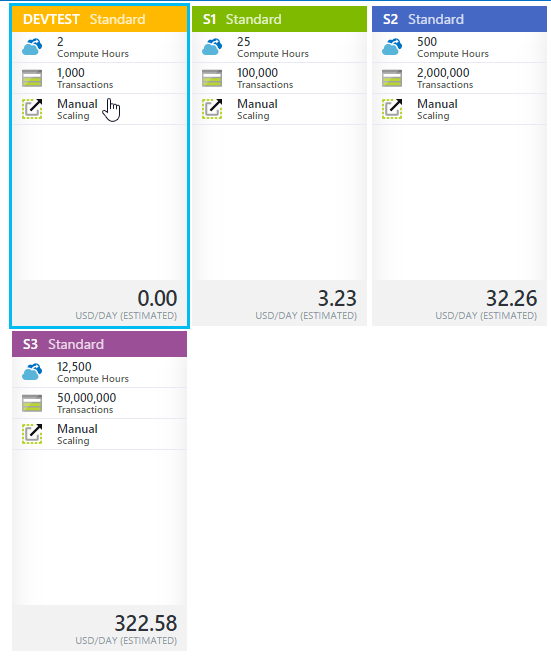 DEVTEST Standard
2
Compute Hours
1,000
Transactions
Manual
Scaling
0.00
USD/DAY (ESTIMATED)
S1 Standard
25
Compute Hours
100,000
Transactions
Manual
Scaling
3.23
USD/DAY (ESTIMATED)
S2 Standard
500
Compute Hours
2,000,000
Transactions
Manual
Scaling
32.26
USD/DAY (ESTIMATED)
S3 Standard
12,500
Compute Hours
50,000,000
Transactions
Manual
Scaling
322.58
USD/DAY (ESTIMATED)